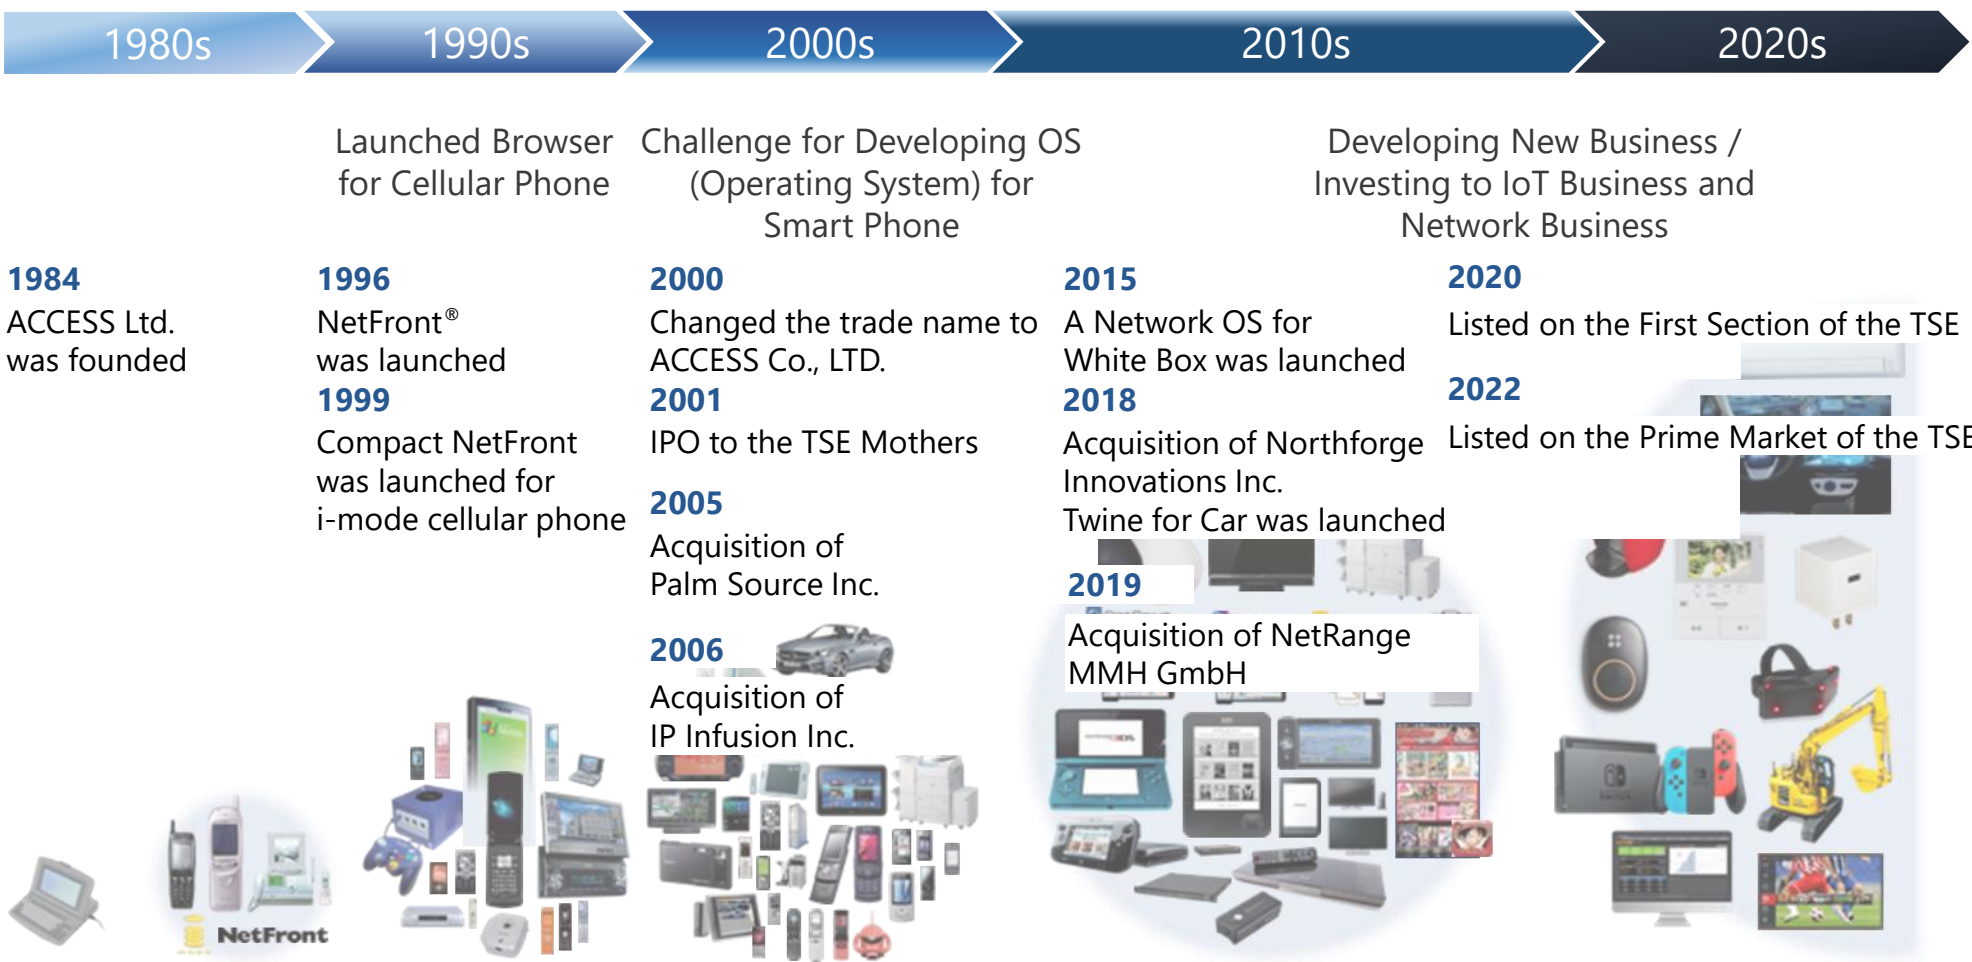 1980s
1990s
2000s
2010s
2020s
Launched Browser
for Cellular Phone
Challenge for Developing OS
(Operating System) for
Smart Phone
Developing New Business /
Investing to IoT Business and
Network Business
1984
ACCESS Ltd.
was founded
1996
NetFront®
was launched
1999
Compact NetFront
was launched for
i-mode cellular phone
2000
Changed the trade name to
ACCESS Co., LTD.
2001
IPO to the TSE Mothers
2005
Acquisition of
Palm Source Inc.
2006
Acquisition of
IP Infusion Inc.
2015
A Network OS for
White Box was launched
2018
Acquisition of Northforge
Innovations Inc.
Twine for Car was launched
2019
Acquisition of NetRange
MMH GmbH
2020
Listed on the First Section of the TSE
2022
Listed on the Prime Market of the TSE
NetFront
SWITCH